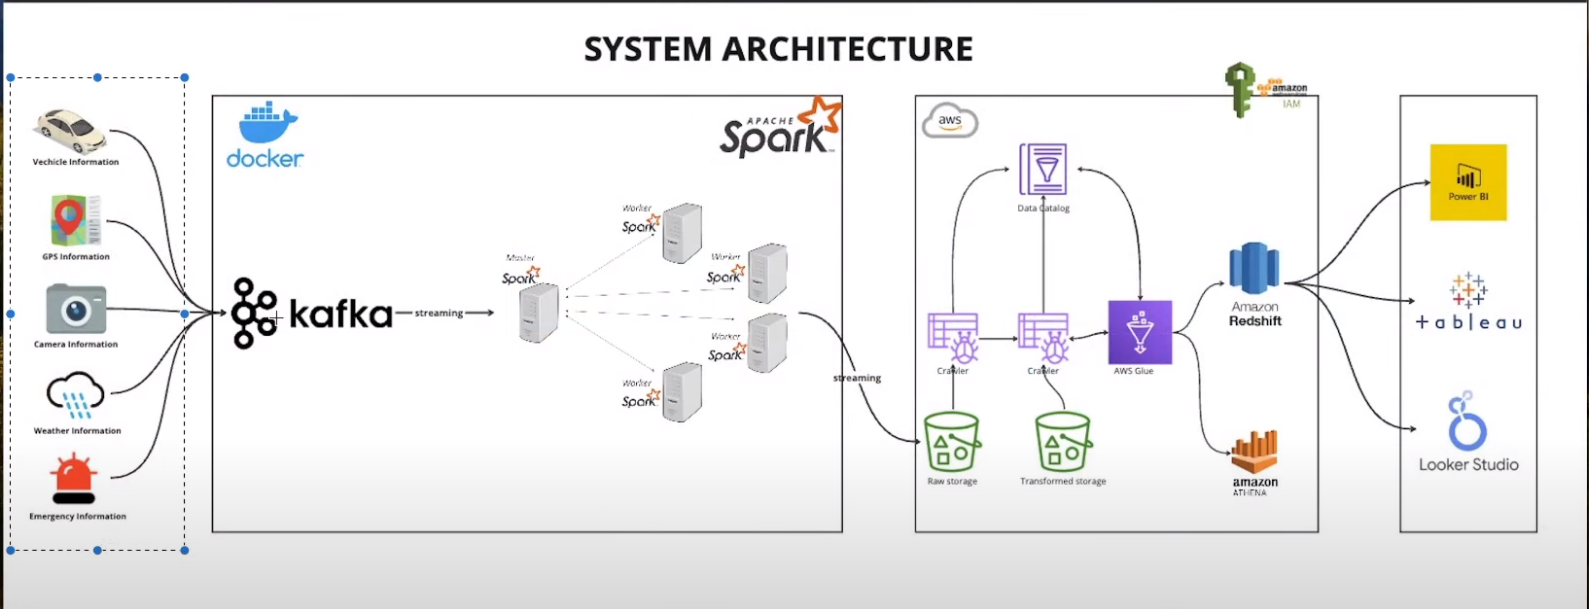 SYSTEM ARCHITECTURE
Vechicle Information
GPS Information
Camera Information
Weather Information
Emergency Information
docker
APACHE
Spark
kafka
streaming
Master
Spark
Worker
Spark
Worker
Spark
Worker
Spark
Worker
Spark
streaming
aws
amazon
IAM
Data Catalog
Crawler
Crawler
AWS Glue
Raw storage
Transformed storage
Amazon
Redshift
amazon
ATHENA
Power BI
+ a b l e a u
Looker Studio